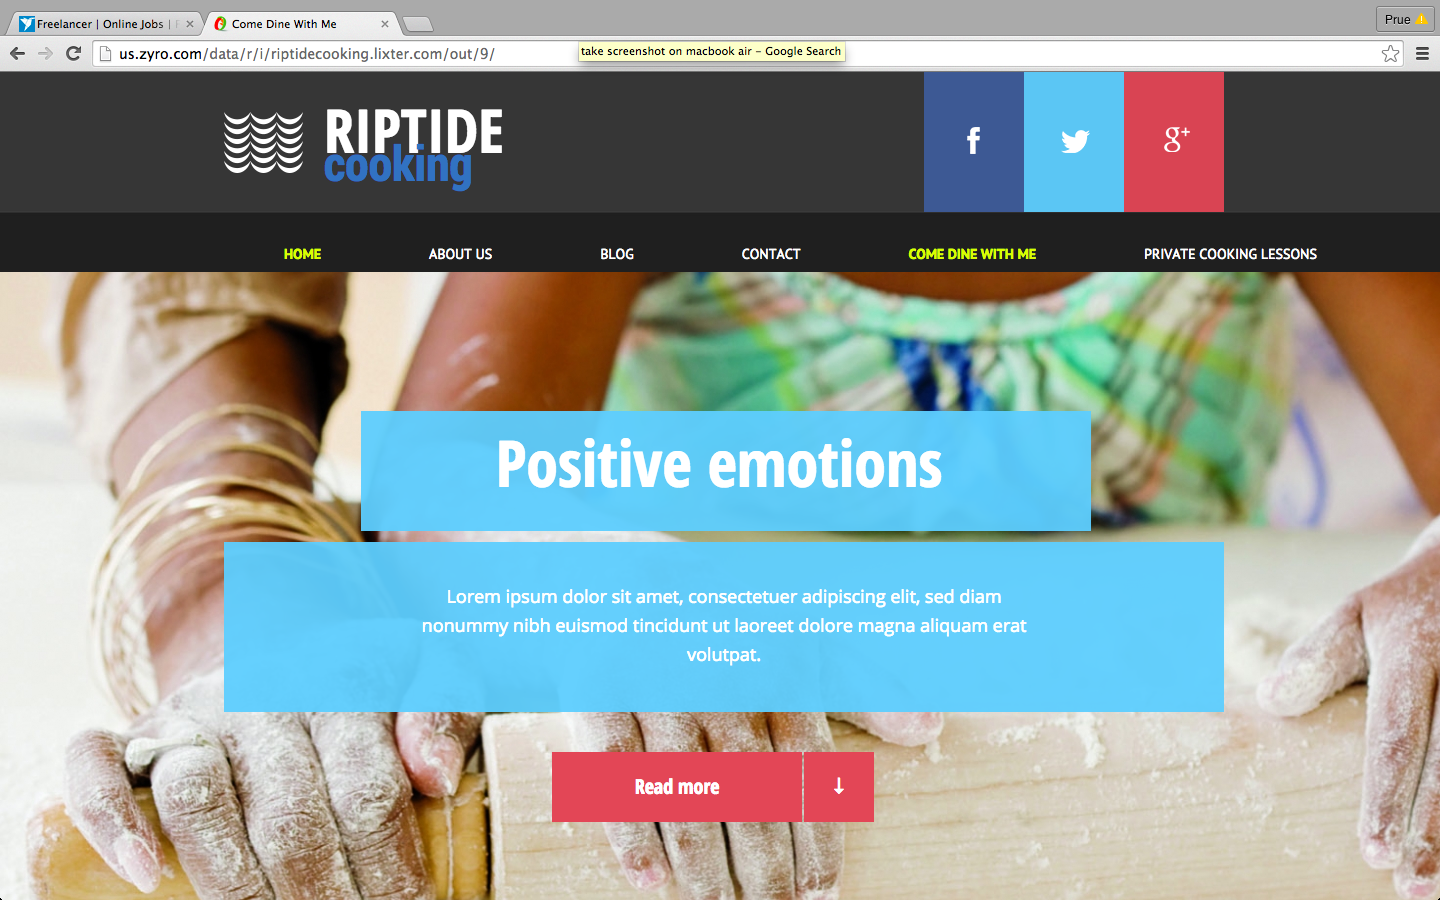 Freelancer | Online Jobs |
Come Dine With Me
Prue
us.zyro.com/data/r/i/riptidecooking.lixter.com/out/9/
take screenshot on macbook air - Google Search
RIPTIDE
cooking
f
g+
HOME
ABOUT US
BLOG
CONTACT
COME DINE WITH ME
PRIVATE COOKING LESSONS
Positive emotions
Lorem ipsum dolor sit amet, consectetuer adipiscing elit, sed diam
nonummy nibh euismod tincidunt ut laoreet dolore magna aliquam erat
volutpat.
Read more